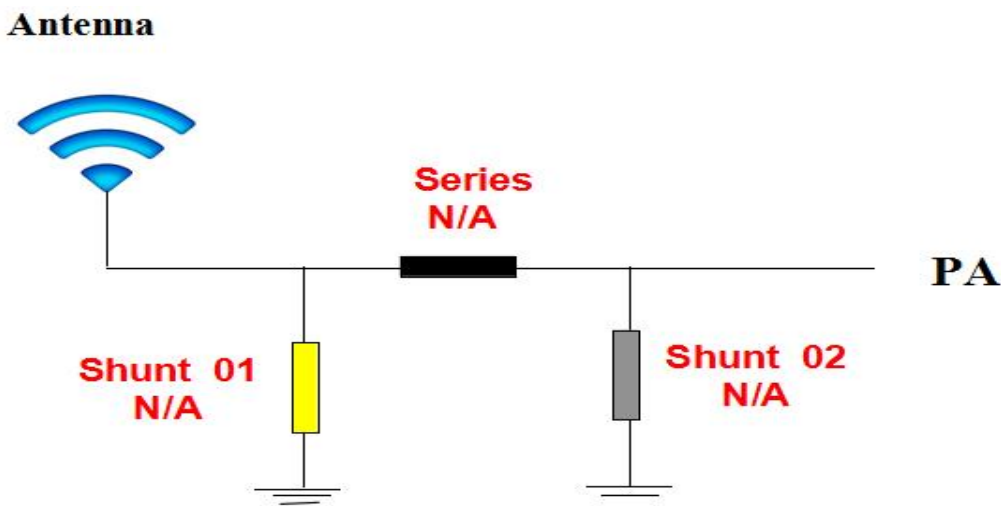 Antenna
Series
N/A
PA
Shunt 01
N/A
Shunt 02
N/A